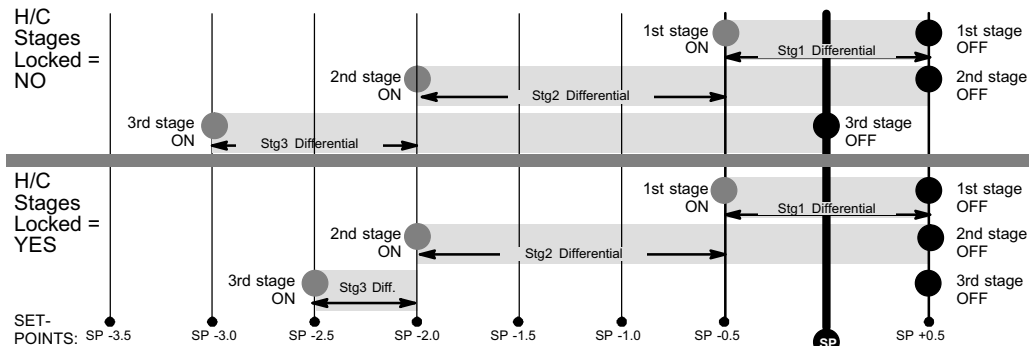 H/C
Stages
Locked =
NO
1st stage
ON
Stg1 Differential
1st stage
OFF
2nd stage
ON
Stg2 Differential
2nd stage
OFF
3rd stage
ON
Stg3 Differential
3rd stage
OFF
H/C
Stages
Locked =
YES
1st stage
ON
Stg1 Differential
1st stage
OFF
2nd stage
ON
Stg2 Differential
2nd stage
OFF
3rd stage
ON
Stg3 Diff.
3rd stage
OFF
SET-
POINTS: SP -3.5 SP -3.0 SP -2.5 SP -2.0 SP -1.5 SP -1.0 SP -0.5 SP SP +0.5